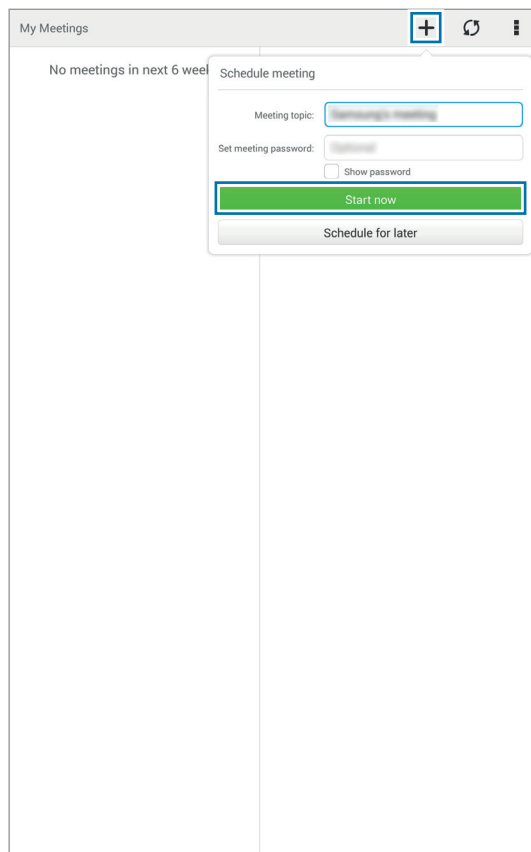 My Meetings
No meetings in next 6
Schedule meeting
Meeting topic:
Set meeting password:
Show password
Start now
Schedule for later